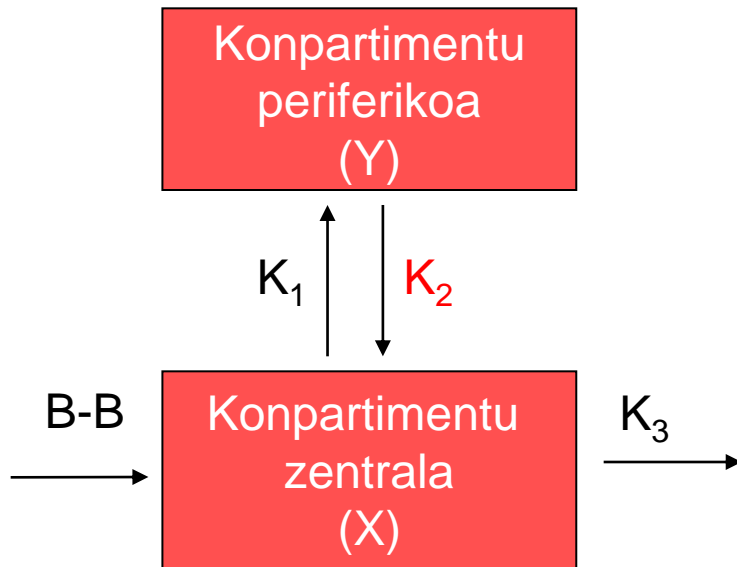 Konpartimentu
periferikoa
(Y)
K₁
K₂
B-B
Konpartimentu
zentrala
(X)
K₃